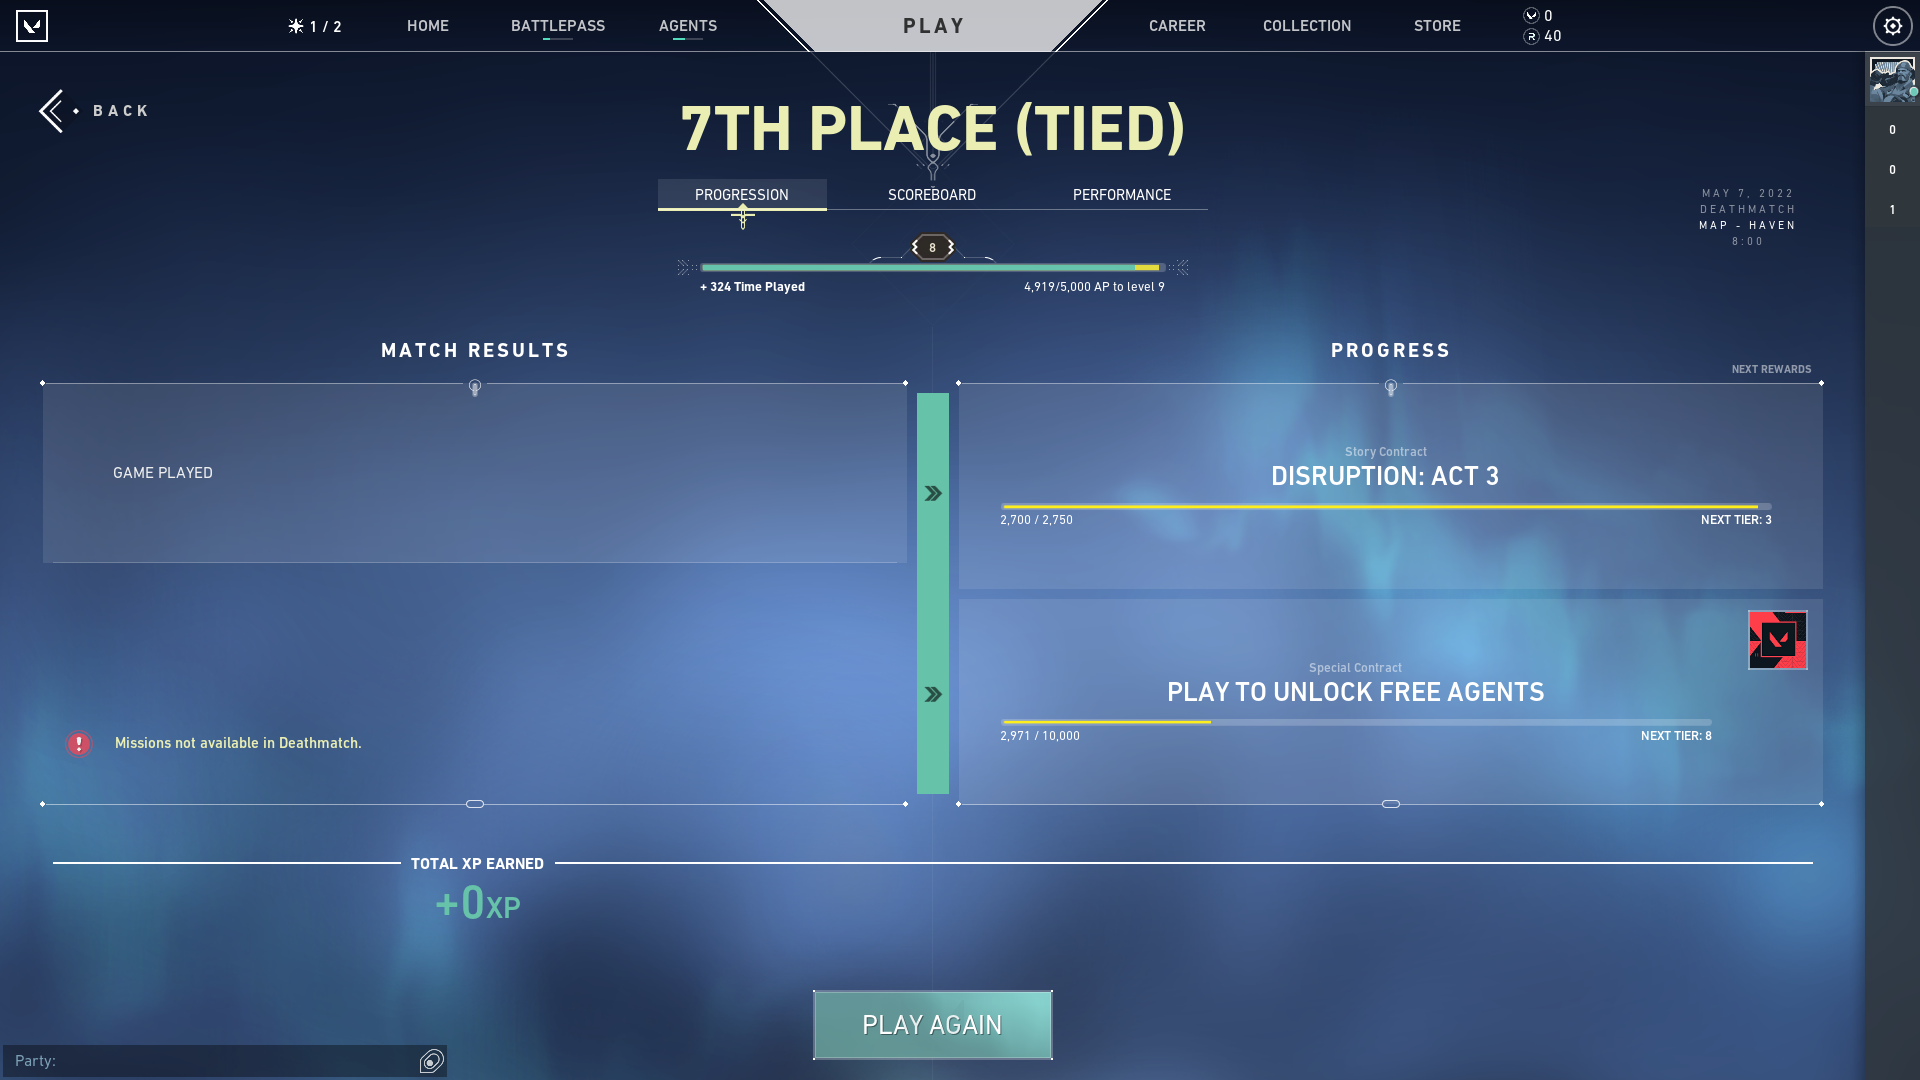 1 / 2
HOME
BATTLEPASS
AGENTS
PLAY
CAREER
COLLECTION
STORE
0
R 40
BACK
7TH PLACE (TIED)
PROGRESSION
SCOREBOARD
PERFORMANCE
MAY 7, 2022
DEATHMATCH
MAP - HAVEN
8:00
0
0
1
8
+ 324 Time Played
4,919/5,000 AP to level 9
MATCH RESULTS
PROGRESS
NEXT REWARDS
GAME PLAYED
Story Contract
DISRUPTION: ACT 3
2,700 / 2,750
NEXT TIER: 3
Special Contract
PLAY TO UNLOCK FREE AGENTS
2,971 / 10,000
NEXT TIER: 8
! Missions not available in Deathmatch.
TOTAL XP EARNED
+0XP
PLAY AGAIN
Party: